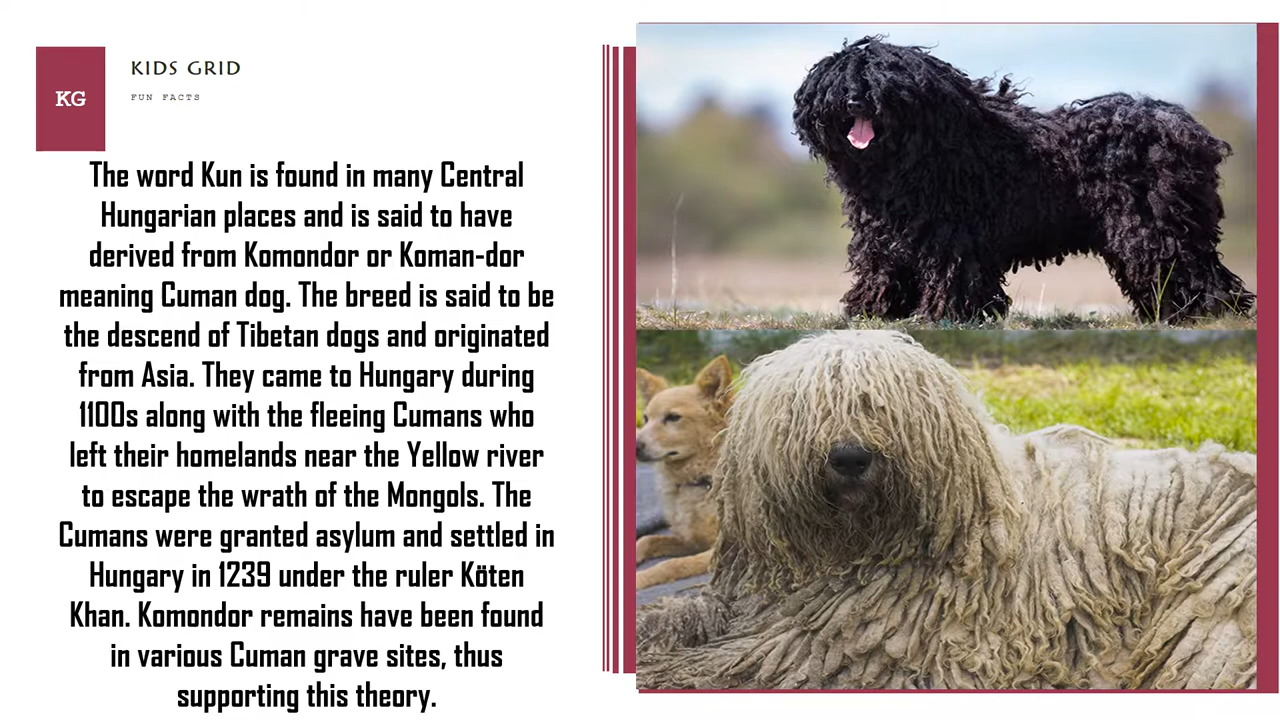 KG
KIDS GRID
FUN FACTS
The word Kun is found in many Central
Hungarian places and is said to have
derived from Komondor or Koman-dor
meaning Cuman dog. The breed is said to be
the descend of Tibetan dogs and originated
from Asia. They came to Hungary during
1100s along with the fleeing Cumans who
left their homelands near the Yellow river
to escape the wrath of the Mongols. The
Cumans were granted asylum and settled in
Hungary in 1239 under the ruler Köten
Khan. Komondor remains have been found
in various Cuman grave sites, thus
supporting this theory.